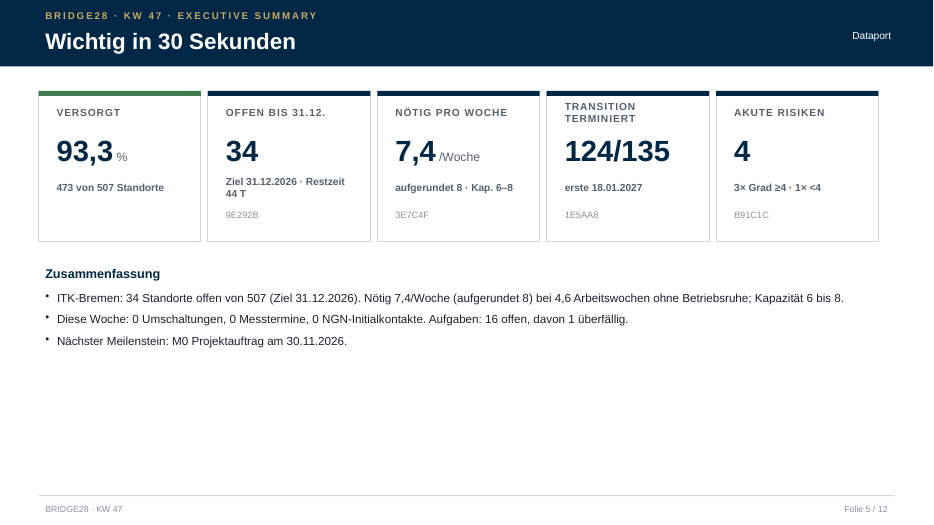 BRIDGE28 · KW 47 · EXECUTIVE SUMMARY
Wichtig in 30 Sekunden
Dataport
VERSORGT
93,3 %
473 von 507 Standorte
OFFEN BIS 31.12.
34
Ziel 31.12.2026 · Restzeit
44 T
9E292B
NÖTIG PRO WOCHE
7,4 /Woche
aufgerundet 8 · Kap. 6–8
3E7C4F
TRANSITION
TERMINIERT
124/135
erste 18.01.2027
1E5AA8
AKUTE RISIKEN
4
3× Grad ≥4 · 1× <4
B91C1C
Zusammenfassung
• ITK-Bremen: 34 Standorte offen von 507 (Ziel 31.12.2026). Nötig 7,4/Woche (aufgerundet 8) bei 4,6 Arbeitswochen ohne Betriebsruhe; Kapazität 6 bis 8.
• Diese Woche: 0 Umschaltungen, 0 Messtermine, 0 NGN-Initialkontakte. Aufgaben: 16 offen, davon 1 überfällig.
• Nächster Meilenstein: M0 Projektauftrag am 30.11.2026.
BRIDGE28 · KW 47
Folie 5 / 12